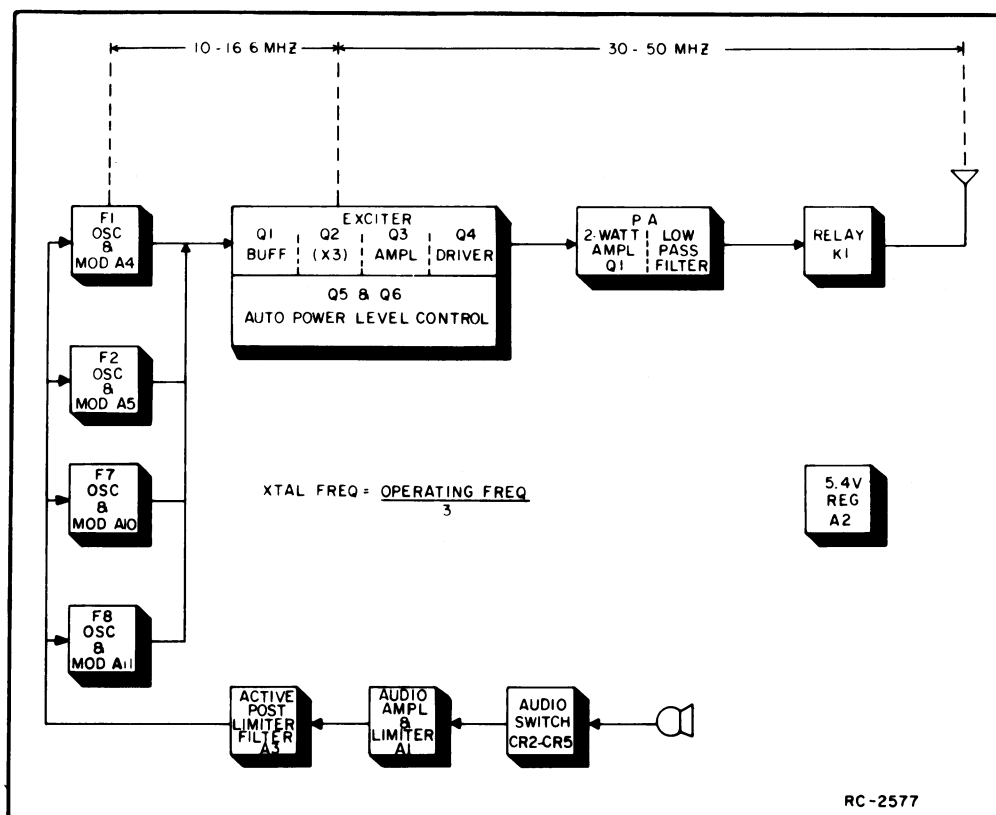 10-16 6 MHZ
30-50 MHZ
F1
OSC
&
MOD A4
EXCITER
Q1
BUFF
Q2
(X3)
Q3
AMPL
Q4
DRIVER
Q5 & Q6
AUTO POWER LEVEL CONTROL
PA
2-WATT
AMPL
Q1
LOW
PASS
FILTER
RELAY
K1
F2
OSC
&
MOD A5
F7
OSC
&
MOD A10
XTAL FREQ = OPERATING FREQ
3
5.4V
REG
A2
F8
OSC
&
MOD A11
ACTIVE
POST
LIMITER
FILTER
A3
AUDIO
AMPL
&
LIMITER
A1
AUDIO
SWITCH
CR2-CR5
RC-2577